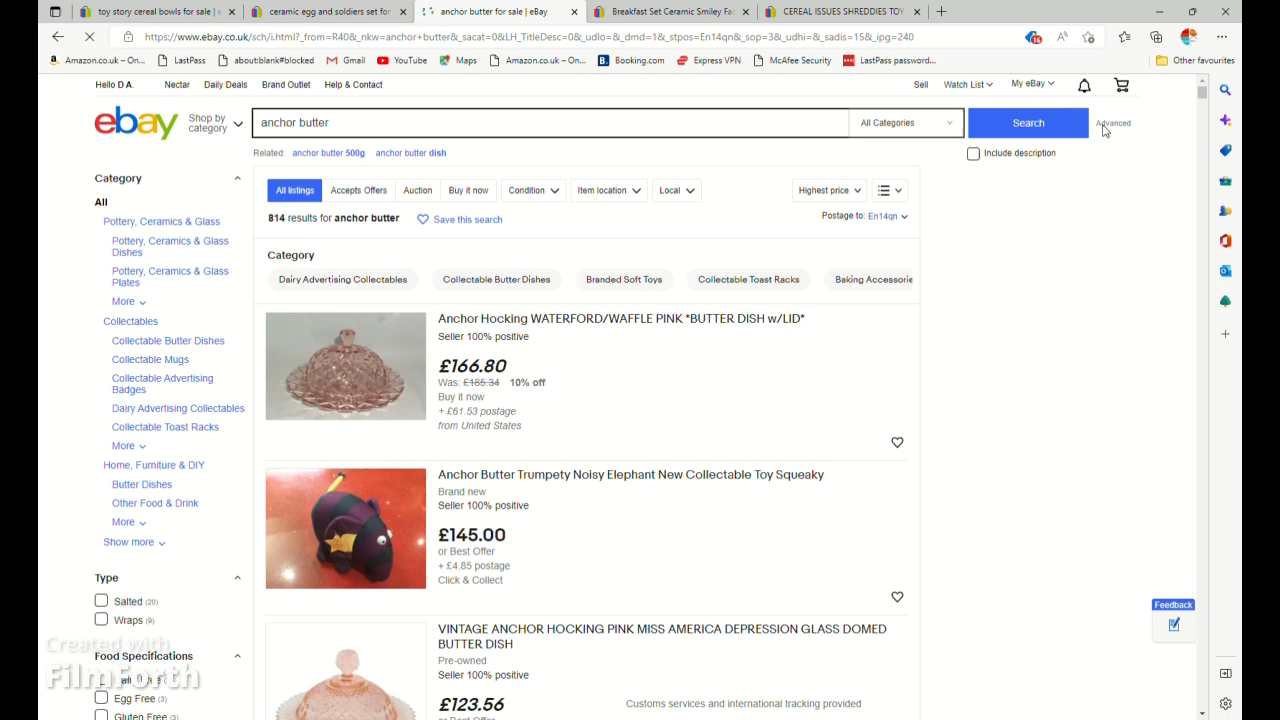 toy story cereal bowls for sale | e
ceramic egg and soldiers set for
anchor butter for sale | eBay
Breakfast Set Ceramic Smiley Fac
CEREAL ISSUES SHREDDIES TOY
https://www.ebay.co.uk/sch/i.html?_from=R40&_nkw=anchor+butter&_sacat=0&LH_TitleDesc=0&_udlo=&_dmd=1&_stpos=En14qn&_sop=3&_udhi=&_sadis=15&_ipg=240
Amazon.co.uk – On...
LastPass
about:blank#blocked
Gmail
YouTube
Maps
Amazon.co.uk – On...
Booking.com
Express VPN
McAfee Security
LastPass password...
Other favourites
Hello D A.
Nectar
Daily Deals
Brand Outlet
Help & Contact
Sell
Watch List
My eBay
ebay
Shop by
category
anchor butter
All Categories
Search
Advanced
Related:
anchor butter 500g
anchor butter dish
Include description
Category
All
Pottery, Ceramics & Glass
Pottery, Ceramics & Glass
Dishes
Pottery, Ceramics & Glass
Plates
More
Collectables
Collectable Butter Dishes
Collectable Mugs
Collectable Advertising
Badges
Dairy Advertising Collectables
Collectable Toast Racks
More
Home, Furniture & DIY
Butter Dishes
Other Food & Drink
More
Show more
Type
Salted (20)
Wraps (9)
Food Specifications
Egg Free (3)
Gluten Free (3)
All listings
Accepts Offers
Auction
Buy it now
Condition
Item location
Local
Highest price
814 results for anchor butter
Save this search
Postage to: En14qn
Category
Dairy Advertising Collectables
Collectable Butter Dishes
Branded Soft Toys
Collectable Toast Racks
Baking Accessorie
Anchor Hocking WATERFORD/WAFFLE PINK *BUTTER DISH w/LID*
Seller 100% positive
£166.80
Was: £185.34 10% off
Buy it now
+ £61.53 postage
from United States
Anchor Butter Trumpety Noisy Elephant New Collectable Toy Squeaky
Brand new
Seller 100% positive
£145.00
or Best Offer
+ £4.85 postage
Click & Collect
VINTAGE ANCHOR HOCKING PINK MISS AMERICA DEPRESSION GLASS DOMED
BUTTER DISH
Pre-owned
Seller 100% positive
£123.56
or Best Offer
Customs services and international tracking provided
Feedback
Created with
FilmForth